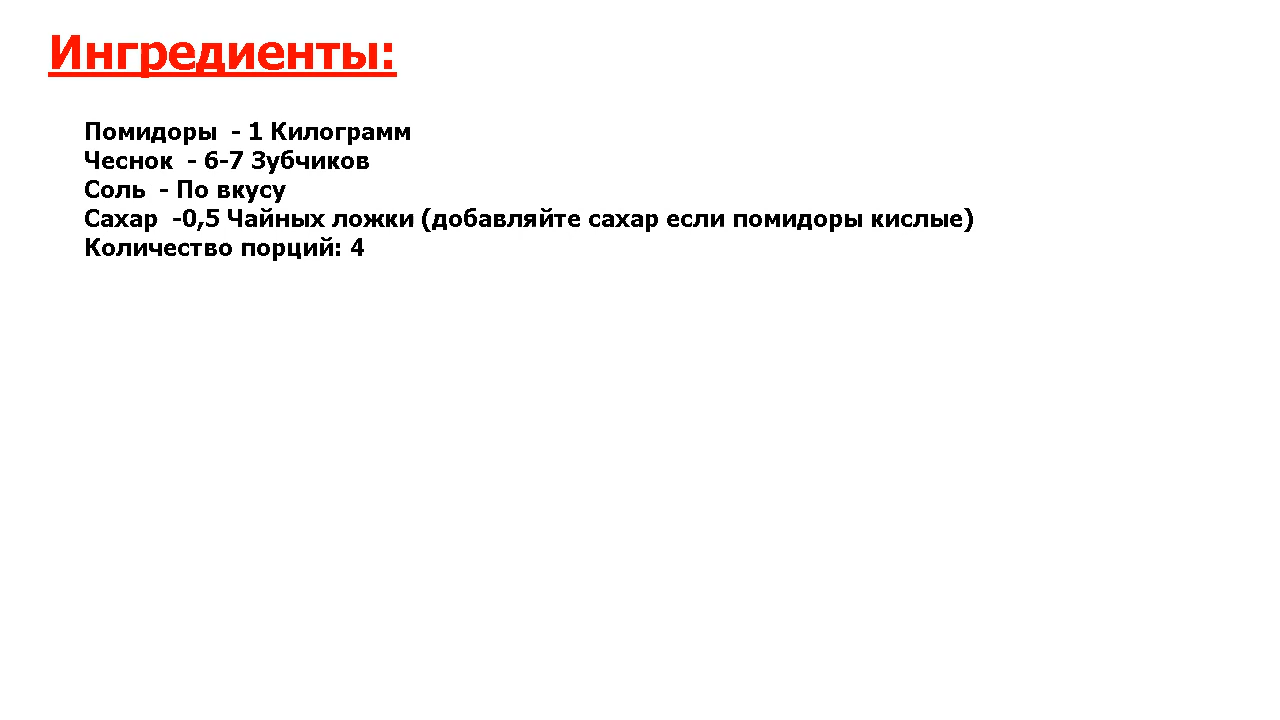 Ингредиенты:
Помидоры  - 1 Килограмм
Чеснок  - 6-7 Зубчиков
Соль  - По вкусу
Сахар  -0,5 Чайных ложки (добавляйте сахар если помидоры кислые)
Количество порций: 4